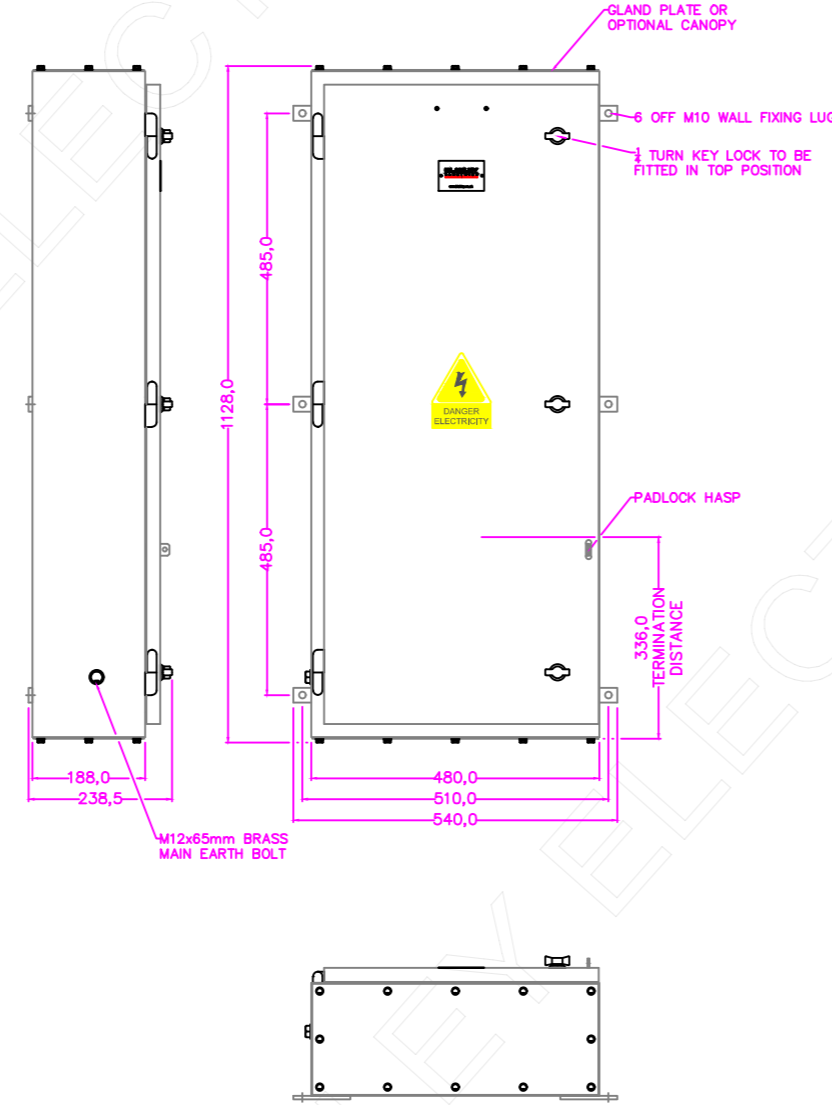 GLAND PLATE OR
OPTIONAL CANOPY
6 OFF M10 WALL FIXING LUG
1/4 TURN KEY LOCK TO BE
FITTED IN TOP POSITION
485,0
1128,0
DANGER
ELECTRICITY
PADLOCK HASP
485,0
336,0
TERMINATION
DISTANCE
188,0
238,5
480,0
510,0
540,0
M12x65mm BRASS
MAIN EARTH BOLT